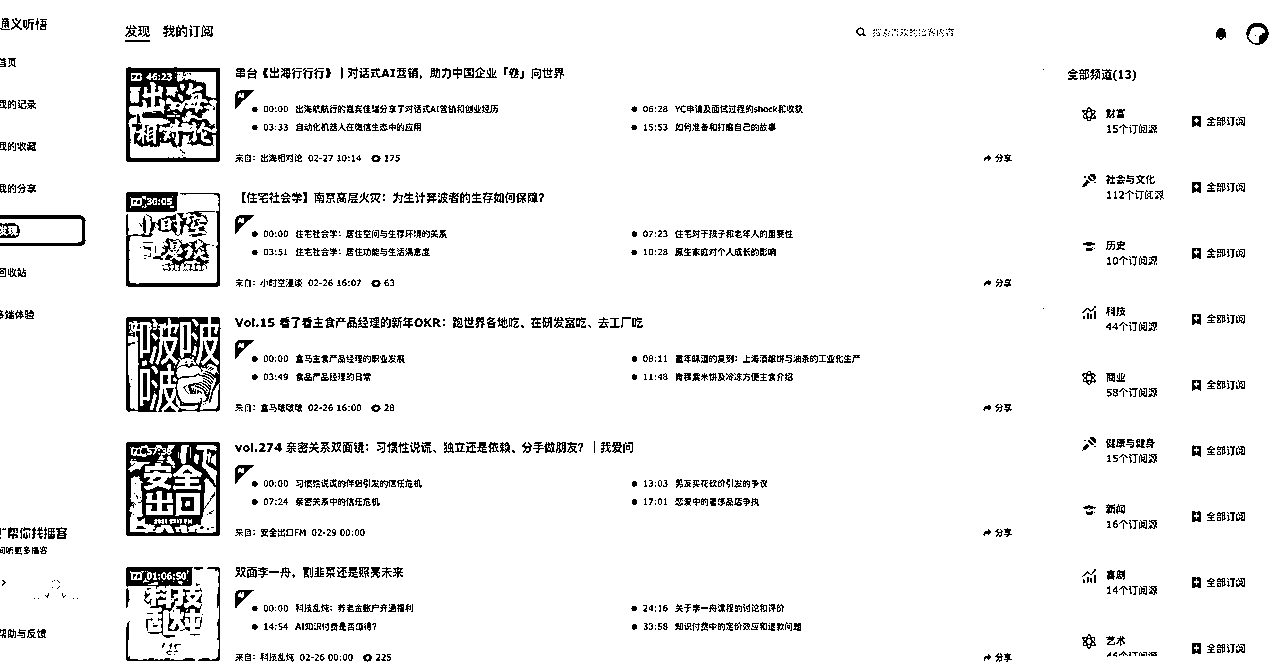 通义听悟
首页
我的记录
我的收藏
我的分享
发现
回收站
多端体验
帮你找播客
间听更多播客
帮助与反馈
发现 我的订阅
搜索喜欢的播客内容
46:23
出海相对论
串台《出海行行行》|对话式AI营销，助力中国企业「卷」向世界
00:00 出海航行的嘉宾佳瑞分享了对话式AI营销和创业经历
06:28 YC申请及面试过程的shock和收获
03:33 自动化机器人在微信生态中的应用
15:53 如何准备和打磨自己的故事
来自：出海相对论 02-27 10:14 175
分享
30:05
小时空漫谈
【住宅社会学】南京高层火灾：为生计奔波者的生存如何保障？
00:00 住宅社会学：居住空间与生存环境的关系
07:23 住宅对于孩子和老年人的重要性
03:51 住宅社会学：居住功能与生活满意度
10:28 原生家庭对个人成长的影响
来自：小时空漫谈 02-26 16:07 63
分享
啵啵啵
Vol.15 看了看主食产品经理的新年OKR：跑世界各地吃、在研发室吃、去工厂吃
00:00 盒马主食产品经理的职业发展
08:11 童年味道的复刻：上海酒酿饼与油条的工业化生产
03:49 食品产品经理的日常
11:48 青稞紫米饼及冷冻方便主食介绍
来自：盒马啵啵啵 02-26 16:00 28
分享
57:38
安全出口
vol.274 亲密关系双面镜：习惯性说谎、独立还是依赖、分手做朋友？｜我爱问
00:00 习惯性说谎的伴侣引发的信任危机
13:03 男友买花砍价引发的争议
07:24 亲密关系中的信任危机
17:01 恋爱中的奢侈品店争执
来自：安全出口FM 02-29 00:00
分享
01:06:50
科技乱炖
双面李一舟，割韭菜还是照亮未来
00:00 科技乱炖：养老金账户开通福利
24:16 关于李一舟课程的讨论和评价
14:54 AI知识付费是否值得？
33:58 知识付费中的定价效应和退款问题
来自：科技乱炖 02-26 00:00 225
分享
全部频道(13)
财富
15个订阅源
全部订阅
社会与文化
112个订阅源
全部订阅
历史
10个订阅源
全部订阅
科技
44个订阅源
全部订阅
商业
58个订阅源
全部订阅
健康与健身
15个订阅源
全部订阅
新闻
16个订阅源
全部订阅
喜剧
14个订阅源
全部订阅
艺术
全部订阅